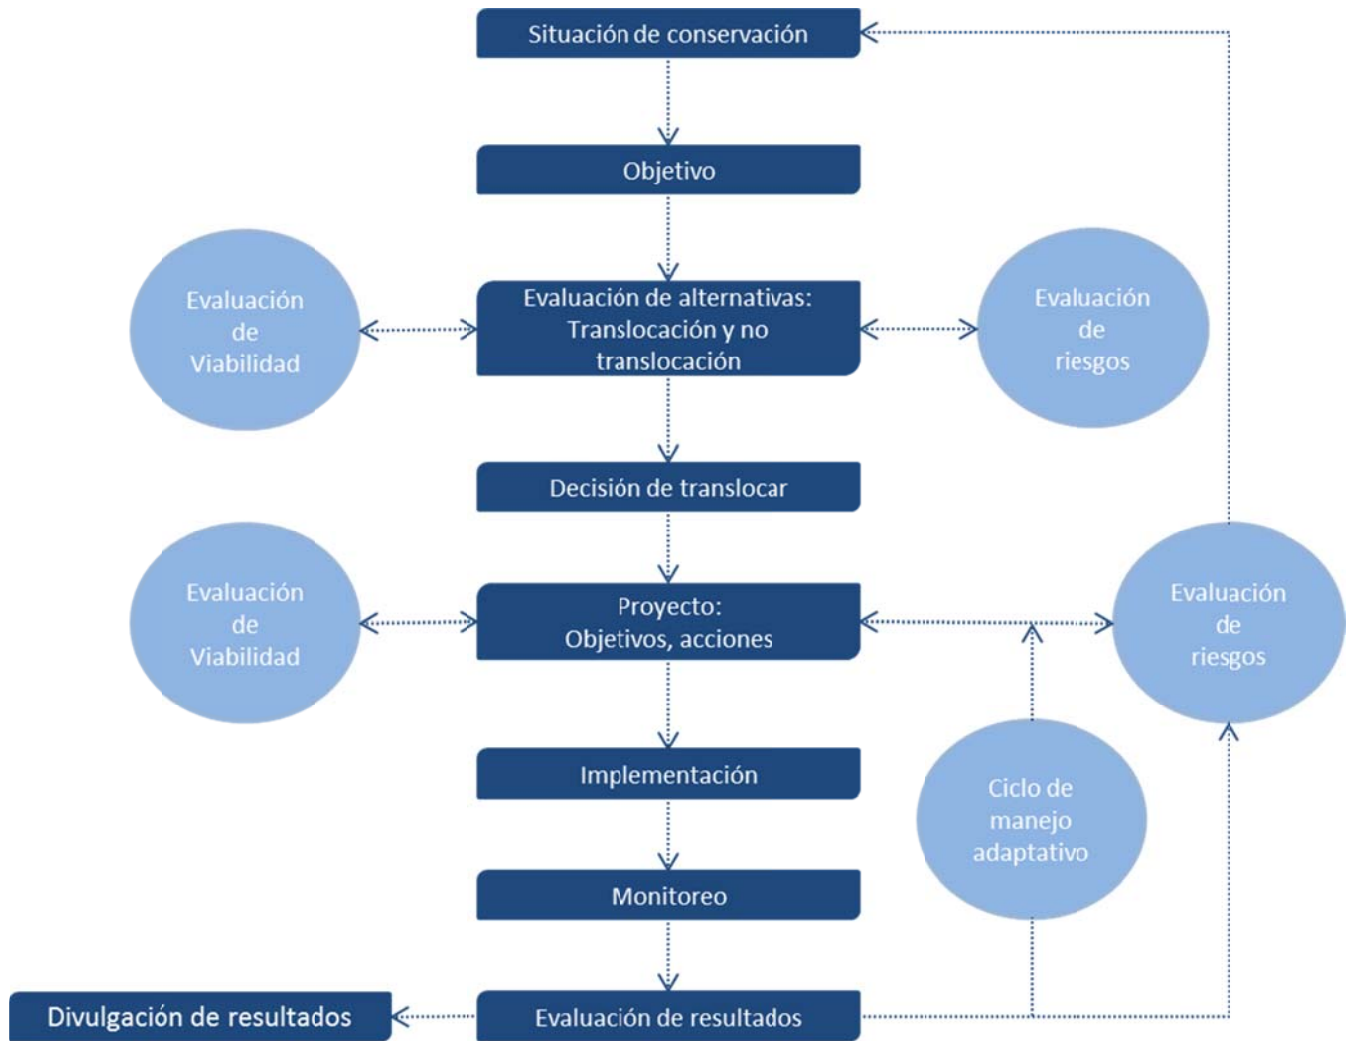 Situación de conservación
Objetivo
Evaluación
de
Viabilidad
Evaluación de alternativas:
Translocación y no
translocación
Evaluación
de
riesgos
Decisión de translocar
Evaluación
de
Viabilidad
Proyecto:
Objetivos, acciones
Evaluación
de
riesgos
Implementación
Ciclo de
manejo
adaptativo
Monitoreo
Divulgación de resultados
Evaluación de resultados